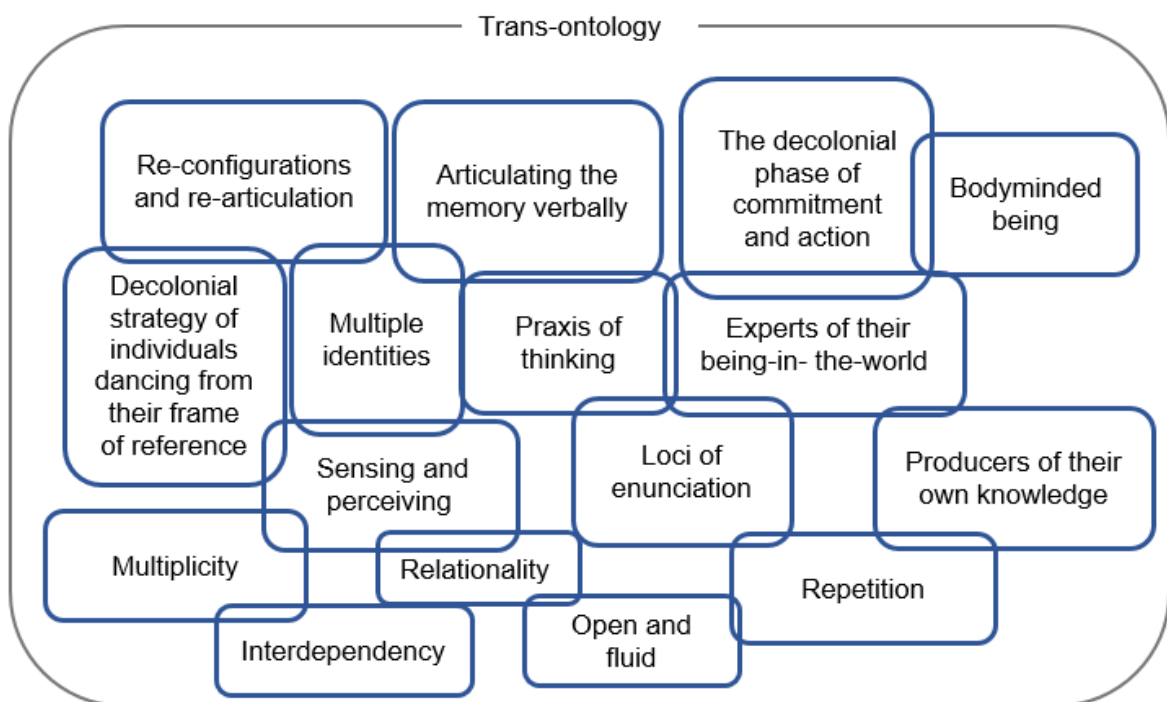 Trans-ontology
Re-configurations
and re-articulation
Articulating the
memory verbally
The decolonial
phase of
commitment
and action
Bodyminded
being
Decolonial
strategy of
individuals
dancing from
their frame
of reference
Multiple
identities
Praxis of
thinking
Experts of their
being-in- the-world
Sensing and
perceiving
Loci of
enunciation
Producers of their
own knowledge
Multiplicity
Relationality
Repetition
Interdependency
Open and
fluid